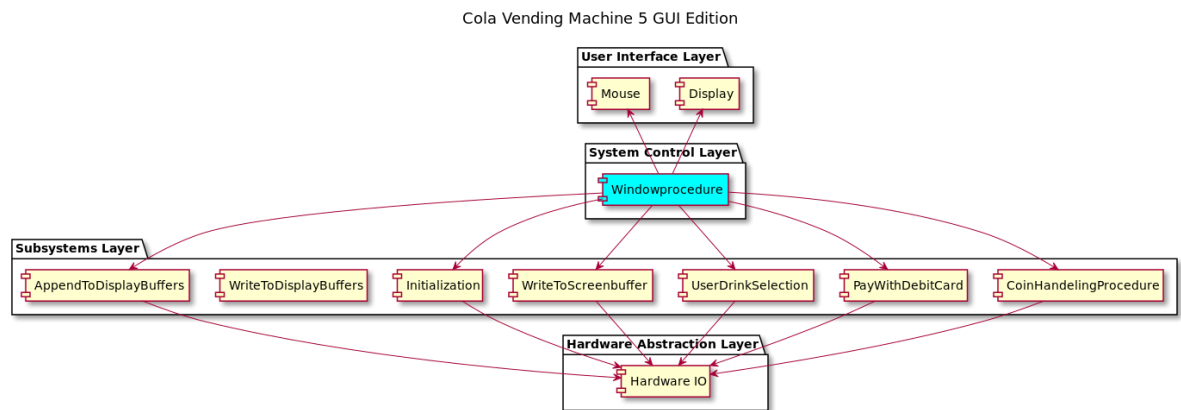 Cola Vending Machine 5 GUI Edition
User Interface Layer
Mouse
Display
System Control Layer
Windowprocedure
Subsystems Layer
AppendToDisplayBuffers
WriteToDisplayBuffers
Initialization
WriteToScreenbuffer
UserDrinkSelection
PayWithDebitCard
CoinHandelingProcedure
Hardware Abstraction Layer
Hardware IO